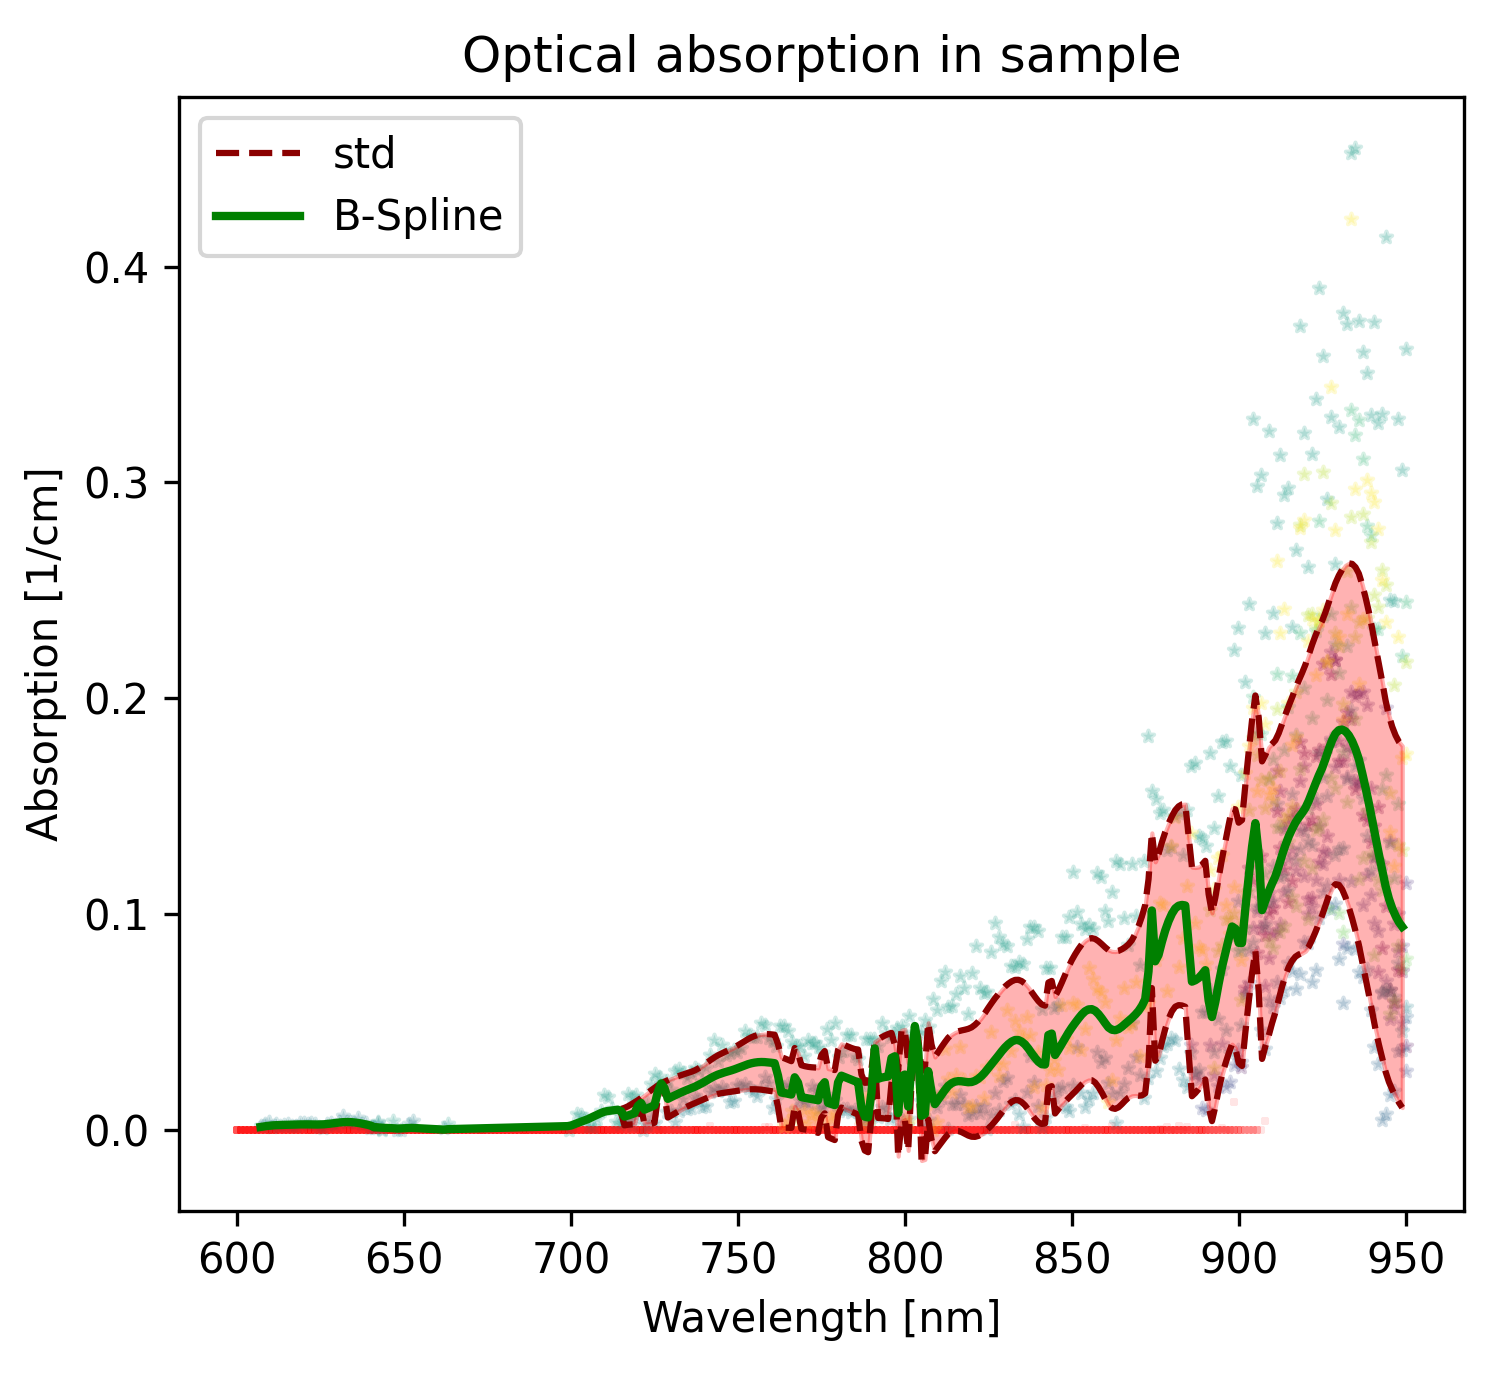 Optical absorption in sample
std
B-Spline
Absorption [1/cm]
0.4
0.3
0.2
0.1
0.0
600 650 700 750 800 850 900 950
Wavelength [nm]